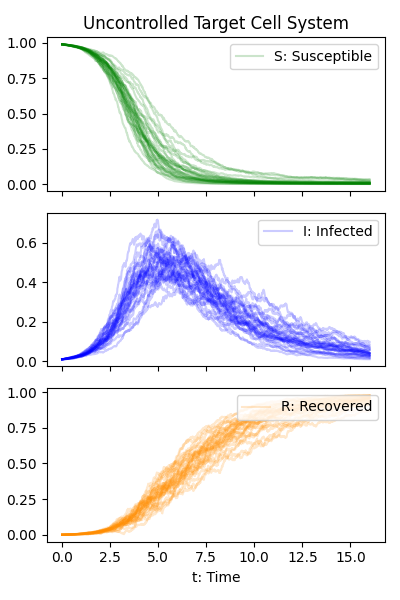 Uncontrolled Target Cell System
1.00
S: Susceptible
0.75
0.50
0.25
0.00
I: Infected
0.6
0.4
0.2
0.0
1.00
R: Recovered
0.75
0.50
0.25
0.00
0.0 2.5 5.0 7.5 10.0 12.5 15.0
t: Time